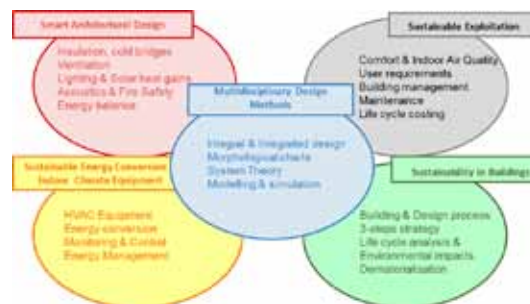 Smart Architectural Design
Insulation, cold bridges
Ventilation
Lighting & Solar heat gains
Acoustics & Fire Safety
Energy balance
Sustainable Exploitation
Comfort & Indoor Air Quality
User requirements
Building management
Maintenance
Life cycle costing
Multidisciplinary Design
Methods
Integral & Integrated design
Morphological charts
System Theory
Modelling & simulation
Sustainable Energy Conversion
Indoor Climate Equipment
HVAC Equipment
Energy conversion
Monitoring & Control
Energy Management
Sustainability in Buildings
Building & Design process
3-steps strategy
Life cycle analysis &
Environmental impacts
Dematerialisation